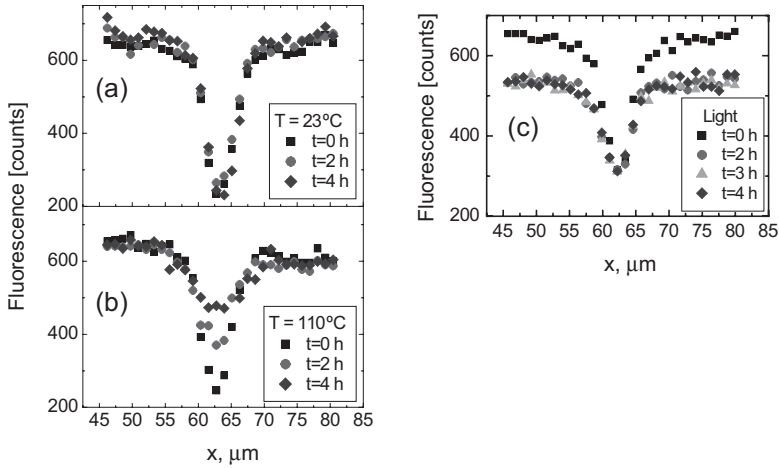 Fluorescence [counts]
600
400
200
(a)
T = 23ºC
t=0 h
t=2 h
t=4 h
800
600
400
200
(b)
T = 110ºC
t=0 h
t=2 h
t=4 h
45 50 55 60 65 70 75 80 85
x, μm
Fluorescence [counts]
800
600
400
200
(c)
Light
t=0 h
t=2 h
t=3 h
t=4 h
45 50 55 60 65 70 75 80 85
x, μm